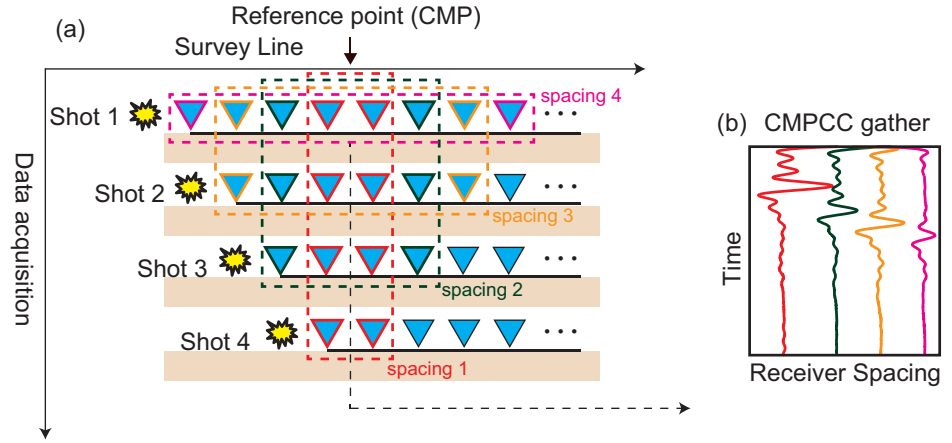 Reference point (CMP)
(a)
Survey Line
Shot 1
spacing 4
Shot 2
spacing 3
Shot 3
spacing 2
Shot 4
spacing 1
Data acquisition
(b)
CMPCC gather
Time
Receiver Spacing